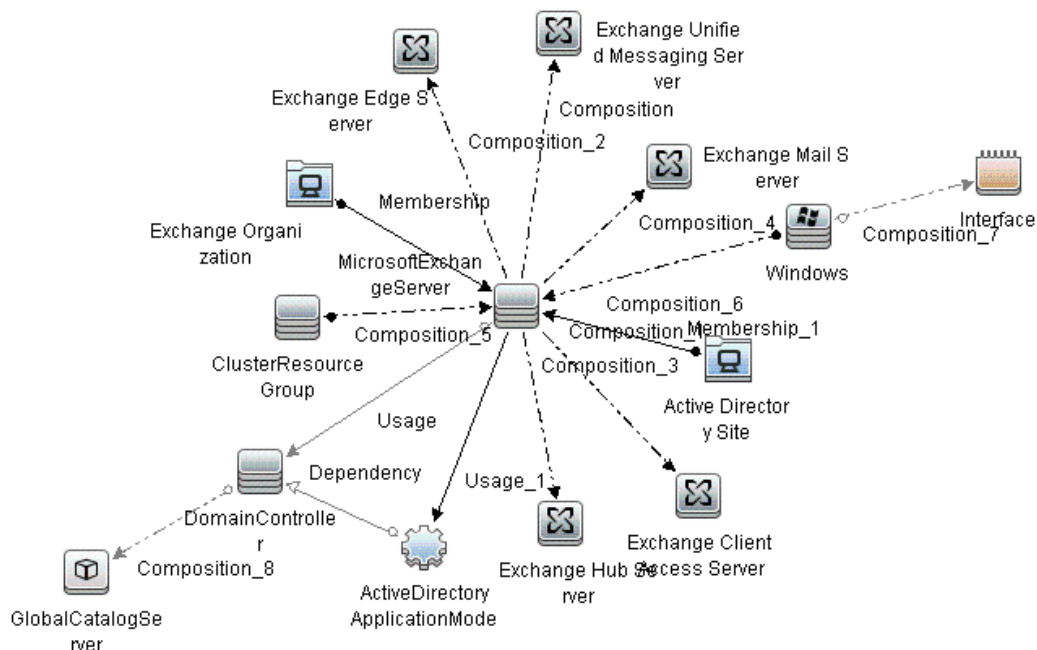 Exchange Unifie
d Messaging Ser
ver
Exchange Edge S
erver
Composition
Composition_2
Exchange Mail S
erver
Membership
Exchange Organi
zation
Composition_4
Interface
Composition_7
Windows
MicrosoftExchan
geServer
Composition_6
Composition_5
Composition_1
Membership_1
ClusterResource
Group
Composition_3
Active Director
y Site
Usage
Dependency
Usage_1
DomainControlle
r
Exchange Client
Access Server
Composition_8
ActiveDirectory
ApplicationMode
Exchange Hub Se
rver
GlobalCatalogSe
rver